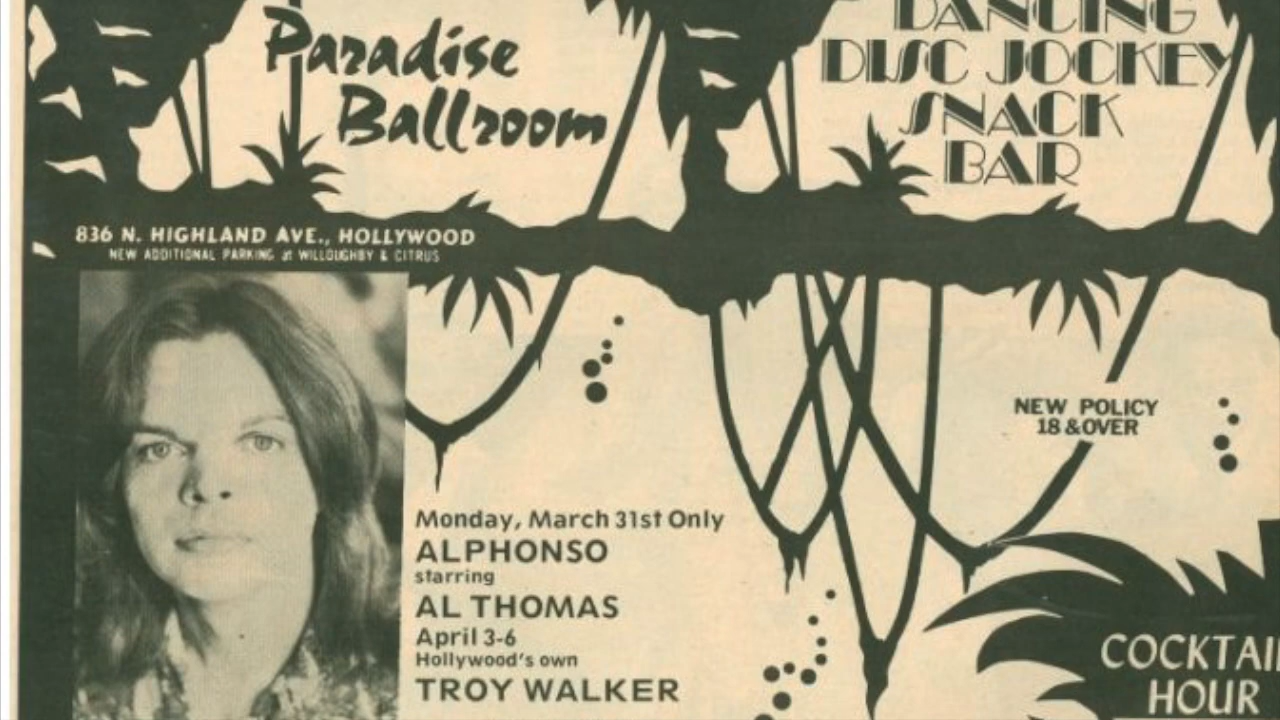 Paradise
Ballroom
DANCING
DISC JOCKEY
SNACK
BAR
836 N. HIGHLAND AVE., HOLLYWOOD
NEW ADDITIONAL PARKING at WILLOUGHBY & CITRUS
NEW POLICY
18 & OVER
Monday, March 31st Only
ALPHONSO
starring
AL THOMAS
April 3-6
Hollywood's own
TROY WALKER
COCKTAI
HOUR